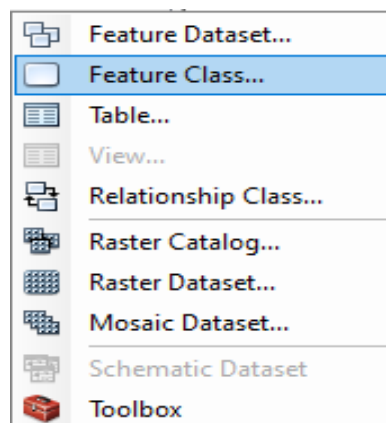 Feature Dataset...
Feature Class...
Table...
View...
Relationship Class...
Raster Catalog...
Raster Dataset...
Mosaic Dataset...
Schematic Dataset
Toolbox